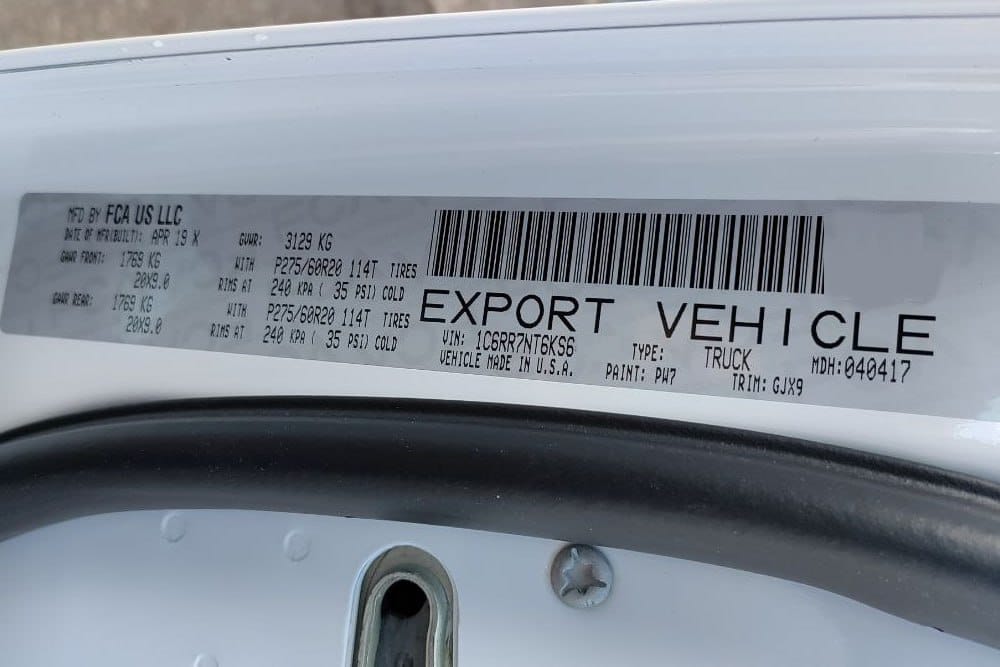 MFD BY FCA US LLC
DATE OF MFR(BUILT): APR 19 X
GVWR: 3129 KG
GAWR FRONT: 1769 KG
WITH P275/60R20 114T TIRES
20X9.0
RIMS AT 240 KPA ( 35 PSI) COLD
GAWR REAR: 1769 KG
WITH P275/60R20 114T TIRES
20X9.0
RIMS AT 240 KPA ( 35 PSI) COLD
EXPORT VEHICLE
VIN: 1C6RR7NT6KS6
TYPE: TRUCK
MDH:040417
VEHICLE MADE IN U.S.A.
PAINT: PW7
TRIM: GJX9